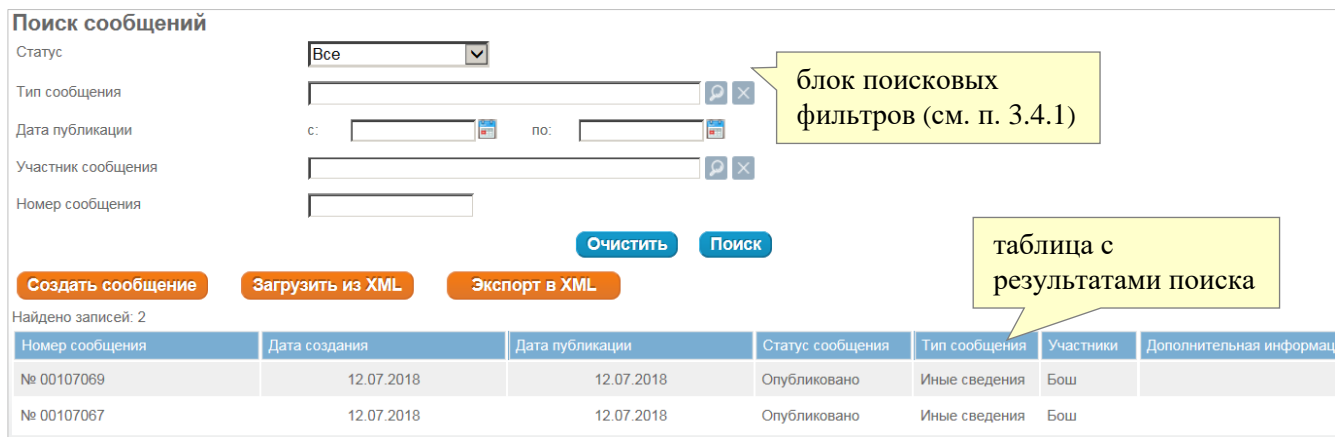 Поиск сообщений
Статус Все
блок поисковых
фильтров (см. п. 3.4.1)
Тип сообщения
Дата публикации с: по:
Участник сообщения
Номер сообщения
Очистить Поиск
таблица с
результатами поиска
Создать сообщение Загрузить из XML Экспорт в XML
Найдено записей: 2
Номер сообщения Дата создания Дата публикации Статус сообщения Тип сообщения Участники Дополнительная информац
№ 00107069 12.07.2018 12.07.2018 Опубликовано Иные сведения Бош
№ 00107067 12.07.2018 12.07.2018 Опубликовано Иные сведения Бош